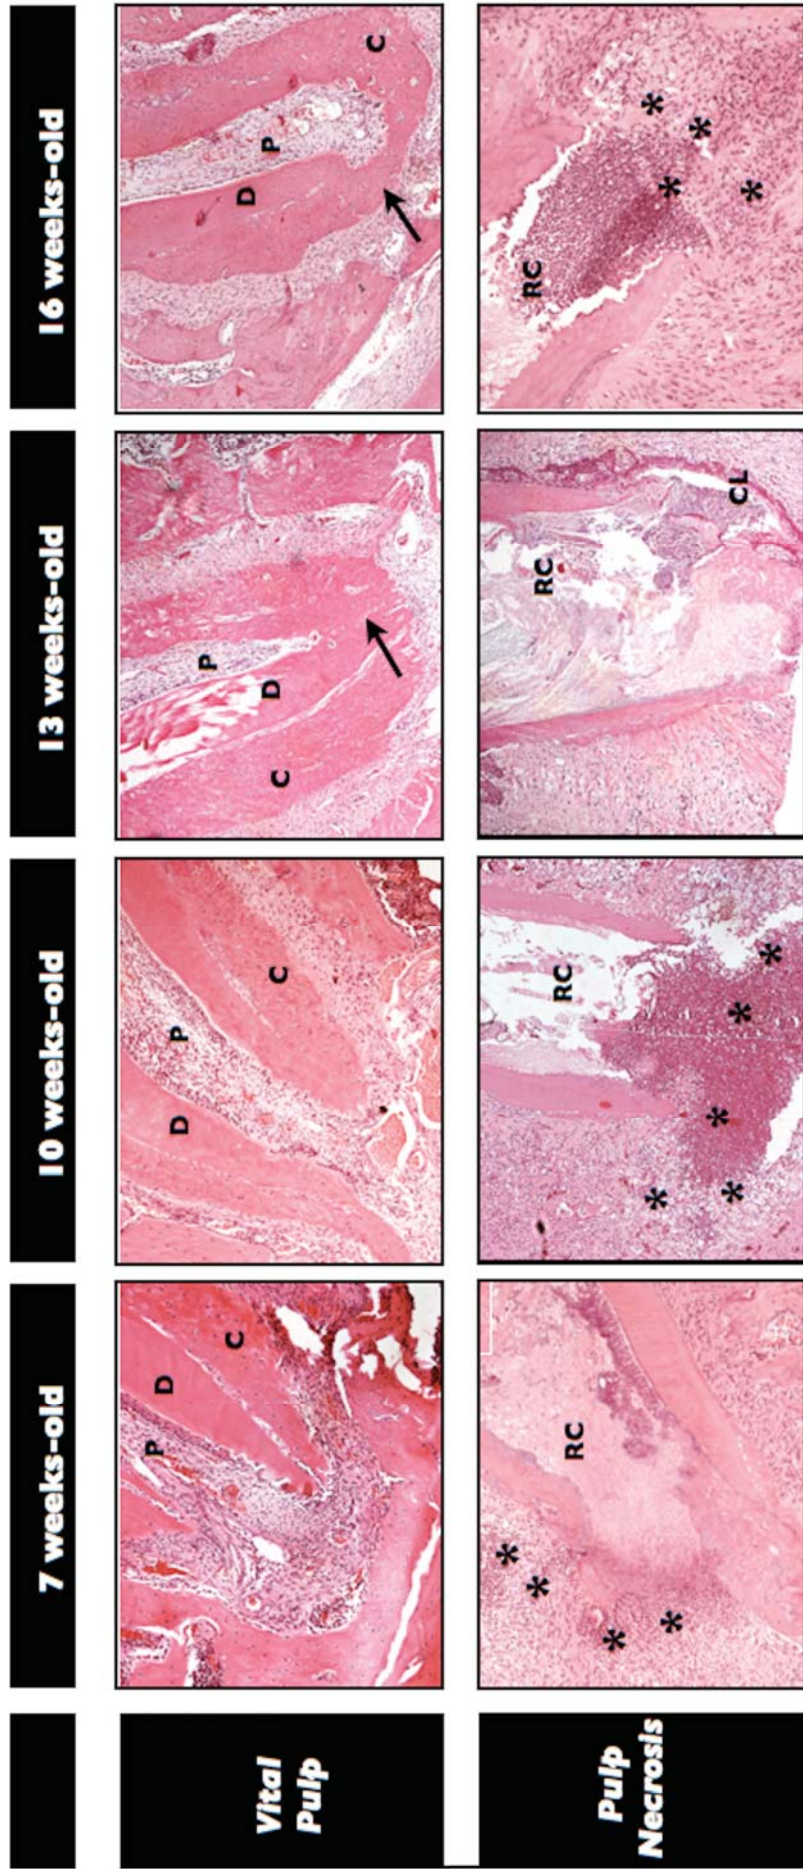 7 weeks-old
10 weeks-old
13 weeks-old
16 weeks-old
Vital
Pulp
P
D
C
D
P
C
C
D
P
D
P
C
Pulp
Necrosis
*
*
*
*
RC
*
*
*
*
*
RC
RC
CL
RC
*
*
*
*